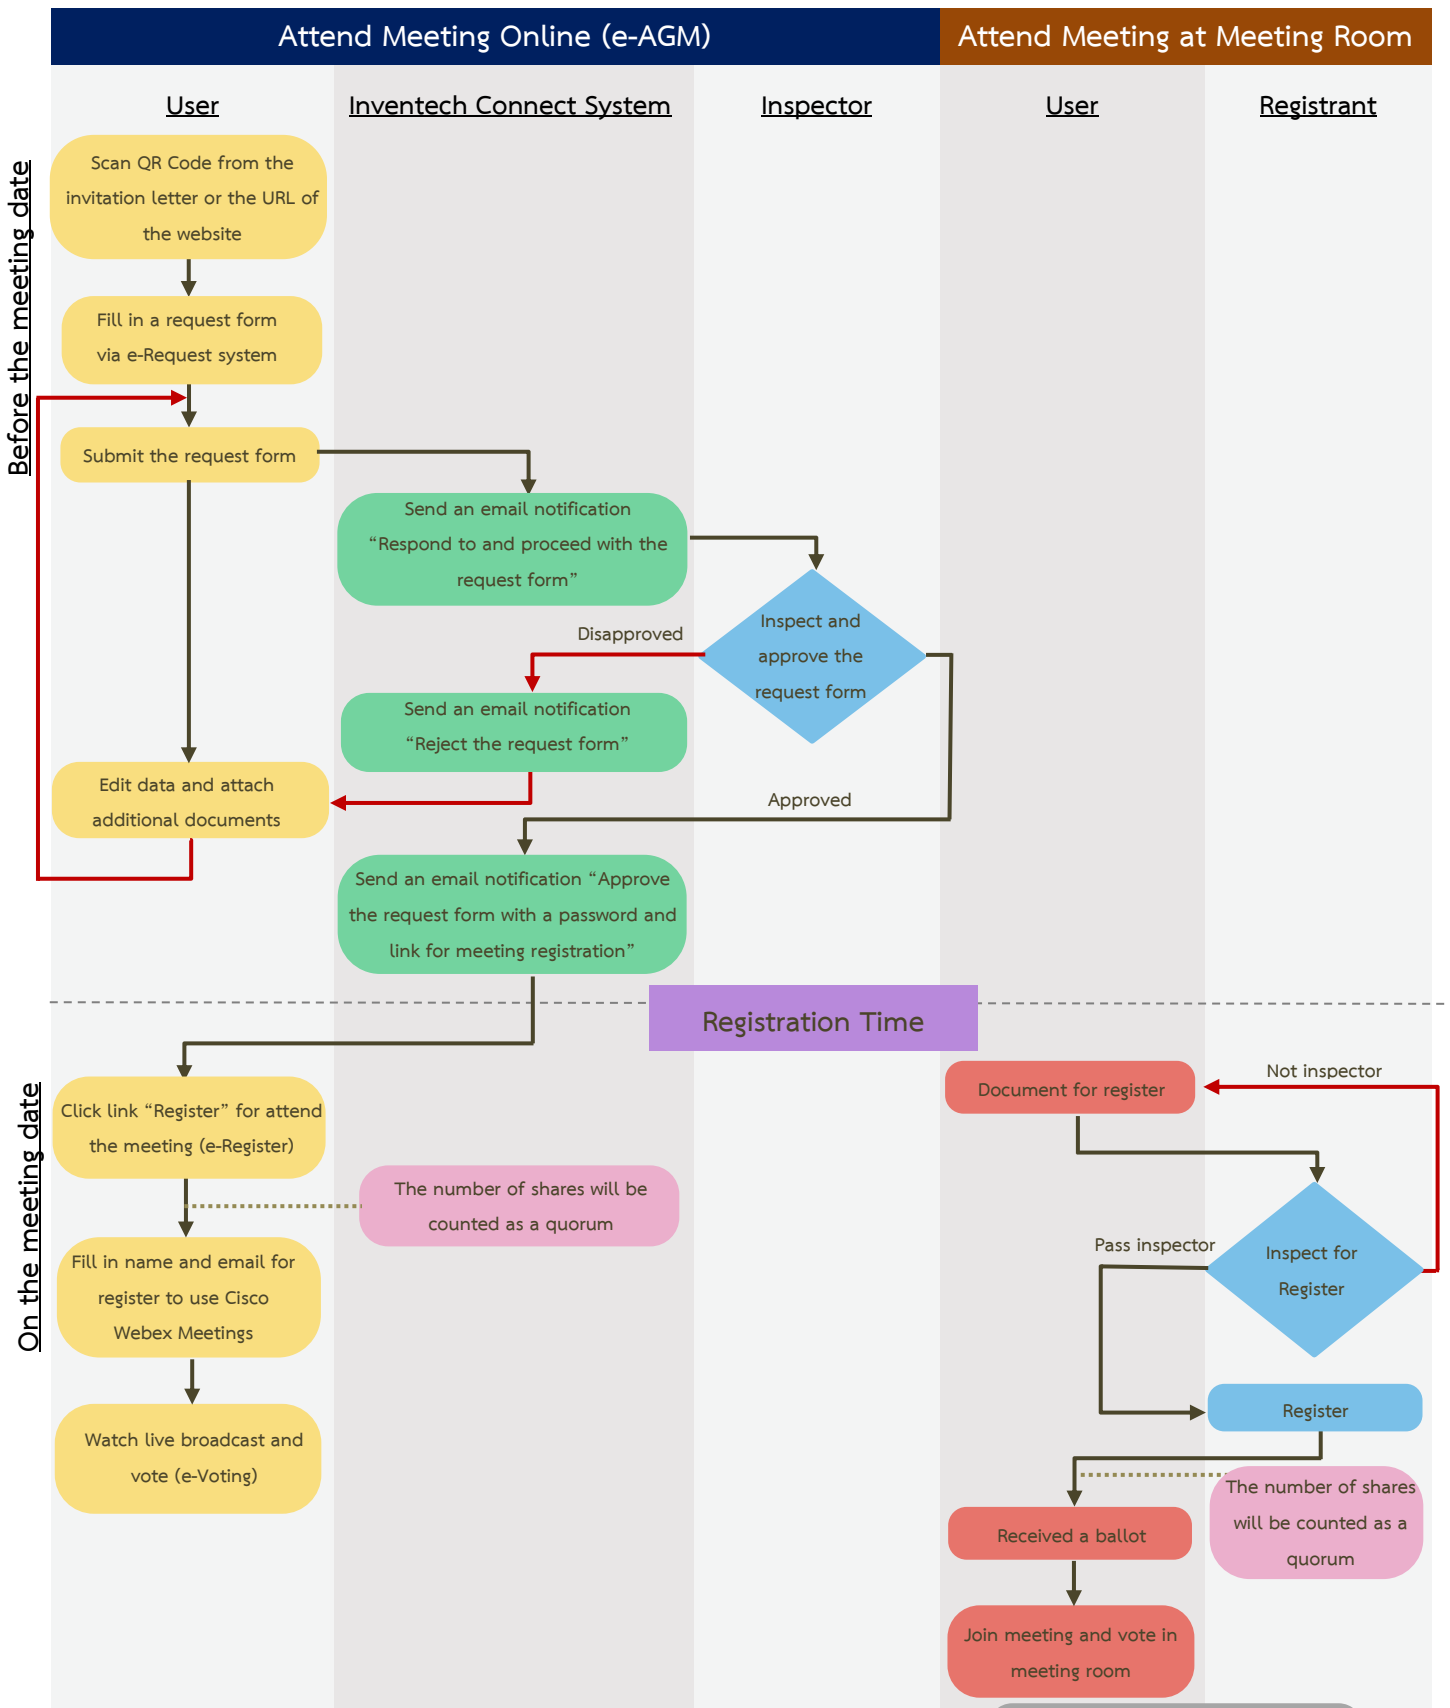 Attend Meeting Online (e-AGM)
Attend Meeting at Meeting Room
User
Inventech Connect System
Inspector
User
Registrant
Before the meeting date
Scan QR Code from the
invitation letter or the URL of
the website
Fill in a request form
via e-Request system
Submit the request form
Send an email notification
“Respond to and proceed with the
request form”
Inspect and
approve the
request form
Disapproved
Send an email notification
“Reject the request form”
Edit data and attach
additional documents
Approved
Send an email notification “Approve
the request form with a password and
link for meeting registration”
Registration Time
On the meeting date
Click link “Register” for attend
the meeting (e-Register)
The number of shares will be
counted as a quorum
Fill in name and email for
register to use Cisco
Webex Meetings
Watch live broadcast and
vote (e-Voting)
Document for register
Not inspector
Pass inspector
Inspect for
Register
Register
The number of shares
will be counted as a
quorum
Received a ballot
Join meeting and vote in
meeting room